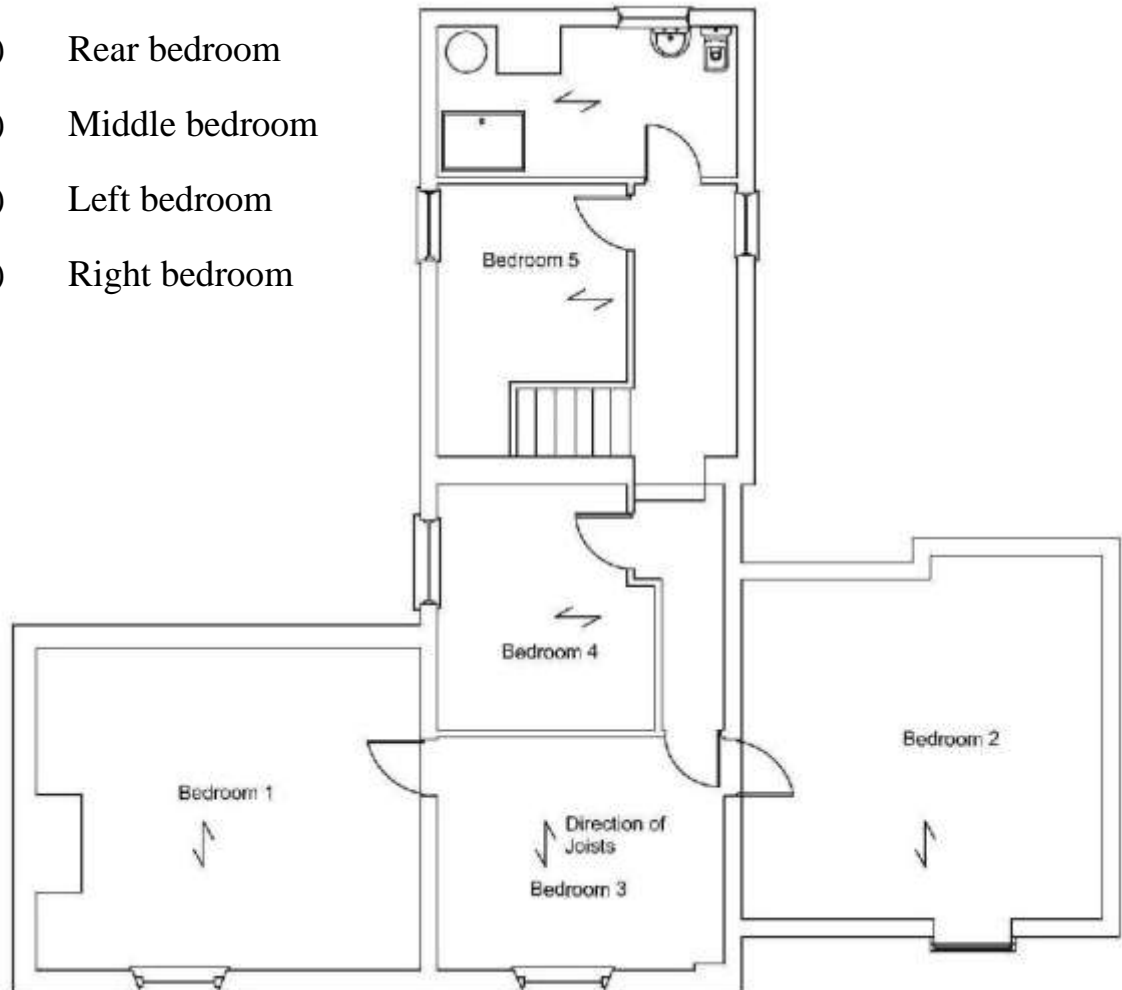 ) Rear bedroom
) Middle bedroom
) Left bedroom
) Right bedroom
Bedroom 5
Bedroom 4
Bedroom 2
Bedroom 1
Direction of
Joists
Bedroom 3